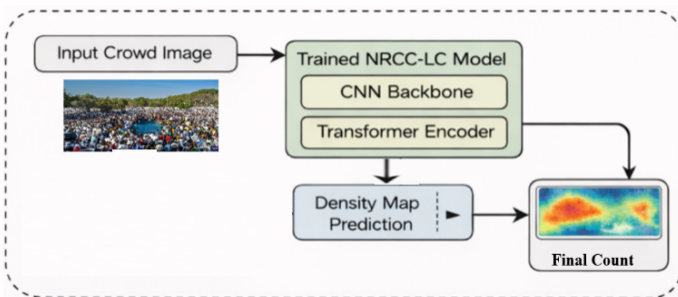 Input Crowd Image
Trained NRCC-LC Model
CNN Backbone
Transformer Encoder
Density Map
Prediction
Final Count